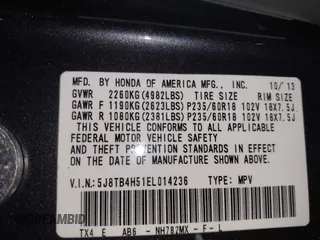 MFD. BY HONDA OF AMERICA MFG., INC. 10/13
GVWR 2260KG(4982LBS) TIRE SIZE RIM SIZE
GAWR F 1190KG(2623LBS)P235/60R18 102V 18X7.5J
GAWR R 1080KG(2381LBS)P235/60R18 102V 18X7.5J
THIS VEHICLE CONFORMS TO ALL APPLICABLE
FEDERAL MOTOR VEHICLE SAFETY
AND THEFT PREVENTION STANDARDS IN EFFECT
ON THE DATE OF MANUFACTURE SHOWN ABOVE.
V.I.N: 5J8TB4H51EL014236 TYPE: MPV
TX4 E AB6 - NH782MX - F - L